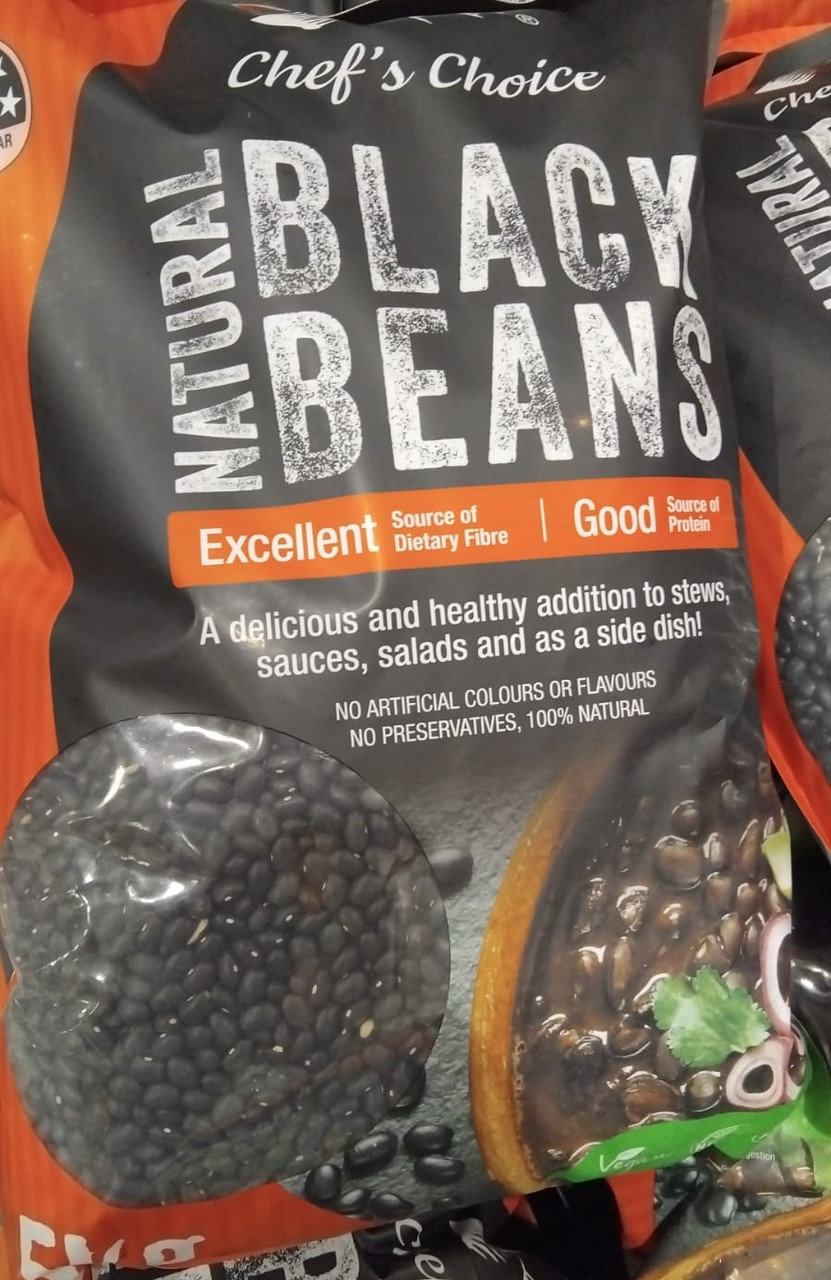 Chef's Choice
NATURAL
BLACK
BEANS
Excellent Source of Dietary Fibre | Good Source of Protein
A delicious and healthy addition to stews,
sauces, salads and as a side dish!
NO ARTIFICIAL COLOURS OR FLAVOURS
NO PRESERVATIVES, 100% NATURAL
Vegan